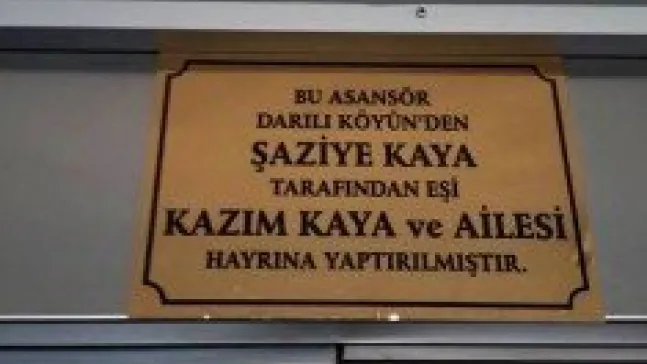 BU ASANSÖR
DARILI KÖYÜN'DEN
ŞAZİYE KAYA
TARAFINDAN EŞİ
KAZIM KAYA ve AİLESİ
HAYRINA YAPTIRILMIŞTIR.